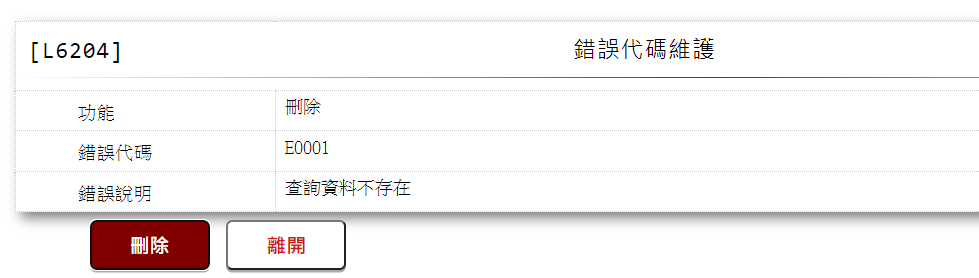 [L6204] 錯誤代碼維護
功能 刪除
錯誤代碼 E0001
錯誤說明 查詢資料不存在
刪除 離開